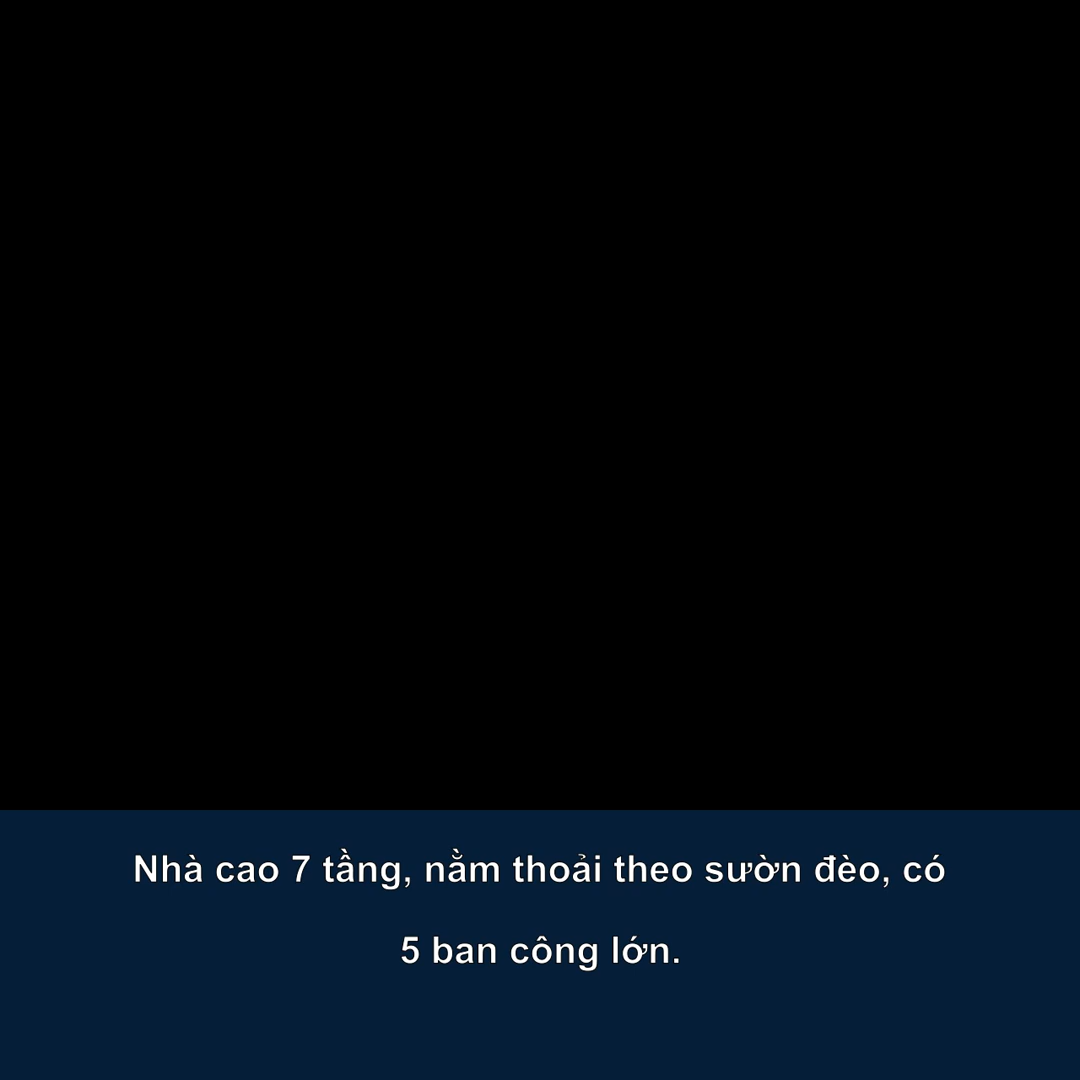 Nhà cao 7 tầng, nằm thoải theo sườn đèo, có
5 ban công lớn.